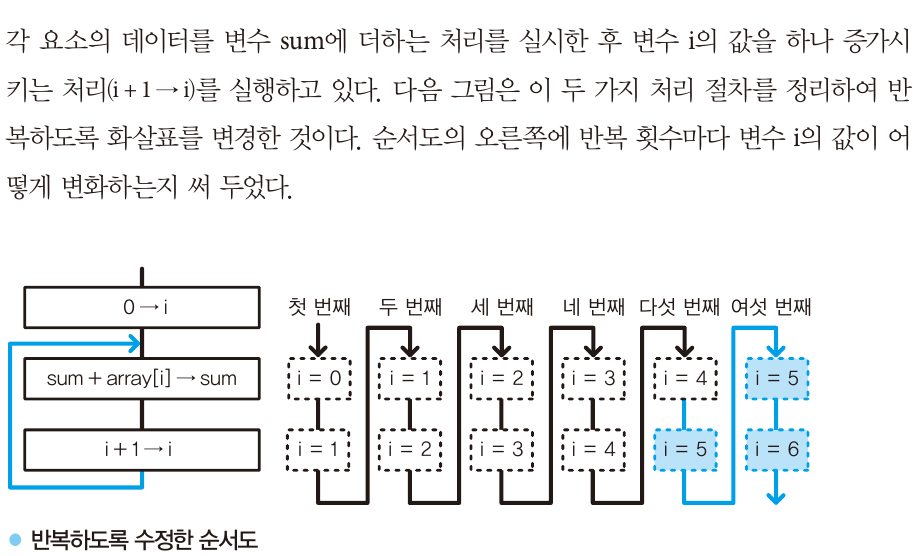 각 요소의 데이터를 변수 sum에 더하는 처리를 실시한 후 변수 i의 값을 하나 증가시
키는 처리(i + 1 → i)를 실행하고 있다. 다음 그림은 이 두 가지 처리 절차를 정리하여 반
복하도록 화살표를 변경한 것이다. 순서도의 오른쪽에 반복 횟수마다 변수 i의 값이 어
떻게 변화하는지 써 두었다.
0 → i
sum + array[i] → sum
i + 1 → i
첫 번째 두 번째 세 번째 네 번째 다섯 번째 여섯 번째
i = 0 i = 1 i = 2 i = 3 i = 4 i = 5
i = 1 i = 2 i = 3 i = 4 i = 5 i = 6
반복하도록 수정한 순서도